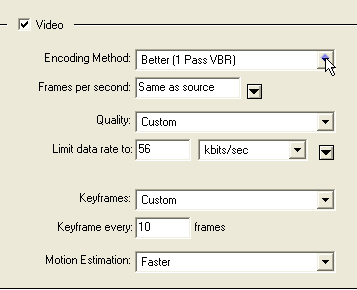 Video
Encoding Method: Better (1 Pass VBR)
Frames per second: Same as source
Quality: Custom
Limit data rate to: 56 kbits/sec
Keyframes: Custom
Keyframe every: 10 frames
Motion Estimation: Faster